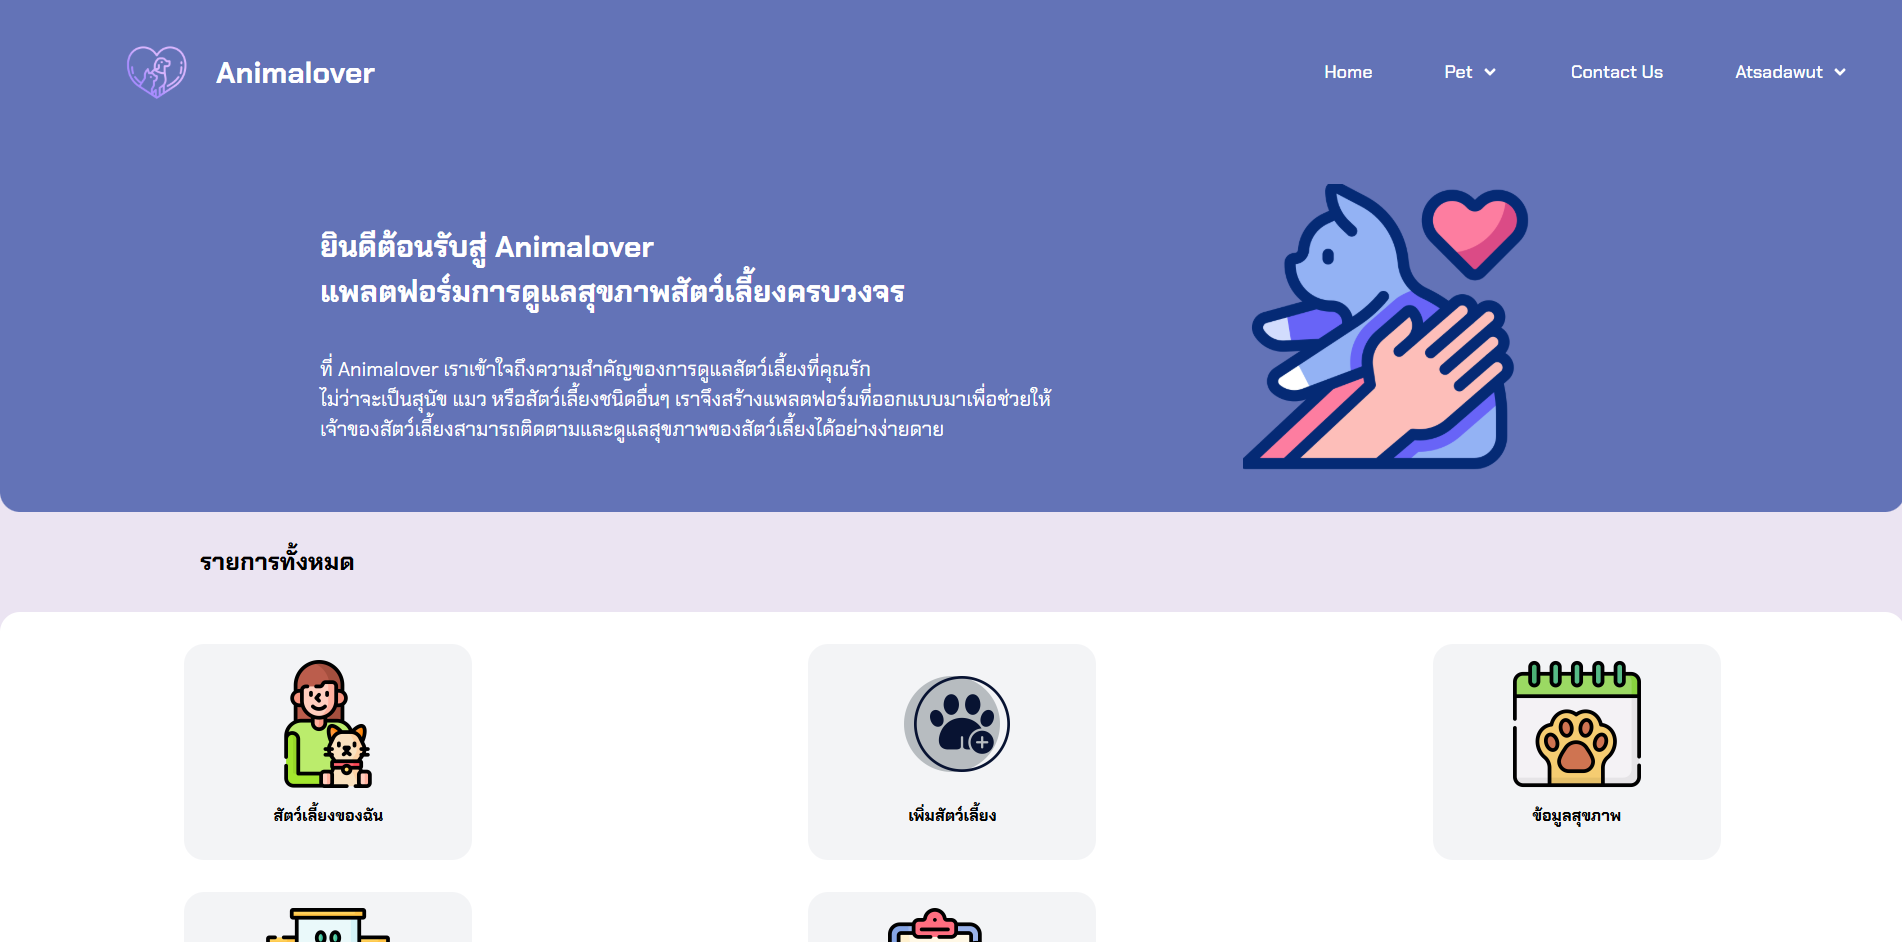 Animalover
Home
Pet
Contact Us
Atsadawut
ยินดีต้อนรับสู่ Animalover
แพลตฟอร์มการดูแลสุขภาพสัตว์เลี้ยงครบวงจร
ที่ Animalover เราเข้าใจถึงความสำคัญของการดูแลสัตว์เลี้ยงที่คุณรัก
ไม่ว่าจะเป็นสุนัข แมว หรือสัตว์เลี้ยงชนิดอื่นๆ เราจึงสร้างแพลตฟอร์มที่ออกแบบมาเพื่อช่วยให้
เจ้าของสัตว์เลี้ยงสามารถติดตามและดูแลสุขภาพของสัตว์เลี้ยงได้อย่างง่ายดาย
รายการทั้งหมด
สัตว์เลี้ยงของฉัน
เพิ่มสัตว์เลี้ยง
ข้อมูลสุขภาพ